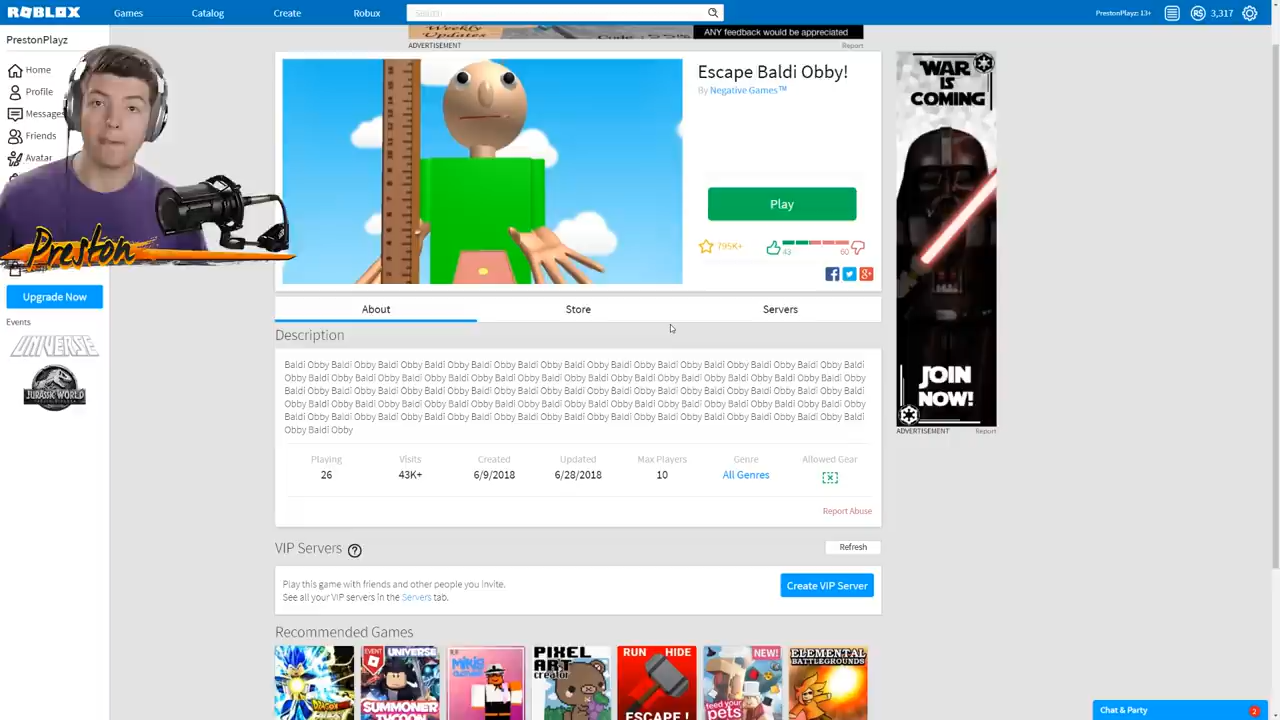 ROBLOX Games Catalog Create Robux Search PrestonPlayz: 13+ R$ 3,317
Weekly Updates ANY feedback would be appreciated
ADVERTISEMENT Report
PrestonPlayz
Home
Profile
Messages
Friends
Avatar
Preston
Upgrade Now
Events
UNIVERSE
JURASSIC WORLD
Escape Baldi Obby!
By Negative Games™
Play
795K+ 43 60
About Store Servers
Description
Baldi Obby Baldi Obby Baldi Obby Baldi Obby Baldi Obby Baldi Obby Baldi Obby Baldi Obby Baldi Obby Baldi Obby Baldi Obby Baldi Obby Baldi
Obby Baldi Obby Baldi Obby Baldi Obby Baldi Obby Baldi Obby Baldi Obby Baldi Obby Baldi Obby Baldi Obby Baldi Obby Baldi Obby Baldi Obby
Baldi Obby Baldi Obby Baldi Obby Baldi Obby Baldi Obby Baldi Obby Baldi Obby Baldi Obby Baldi Obby Baldi Obby Baldi Obby Baldi Obby Baldi
Obby Baldi Obby Baldi Obby Baldi Obby Baldi Obby Baldi Obby Baldi Obby Baldi Obby Baldi Obby Baldi Obby Baldi Obby Baldi Obby Baldi Obby
Baldi Obby Baldi Obby Baldi Obby Baldi Obby Baldi Obby Baldi Obby Baldi Obby Baldi Obby Baldi Obby Baldi Obby Baldi Obby Baldi Obby Baldi
Obby Baldi Obby
Playing Visits Created Updated Max Players Genre Allowed Gear
26 43K+ 6/9/2018 6/28/2018 10 All Genres
Report Abuse
VIP Servers ? Refresh
Play this game with friends and other people you invite.
See all your VIP servers in the Servers tab.
Create VIP Server
Recommended Games
DRAGON
EVENT UNIVERSE
SUMMONER TYCOON
PIXEL ART creator
RUN HIDE
ESCAPE!
NEW!
feed your pets
ELEMENTAL BATTLEGROUNDS
WAR
IS
COMING
JOIN
NOW!
ADVERTISEMENT Report
Chat & Party 2